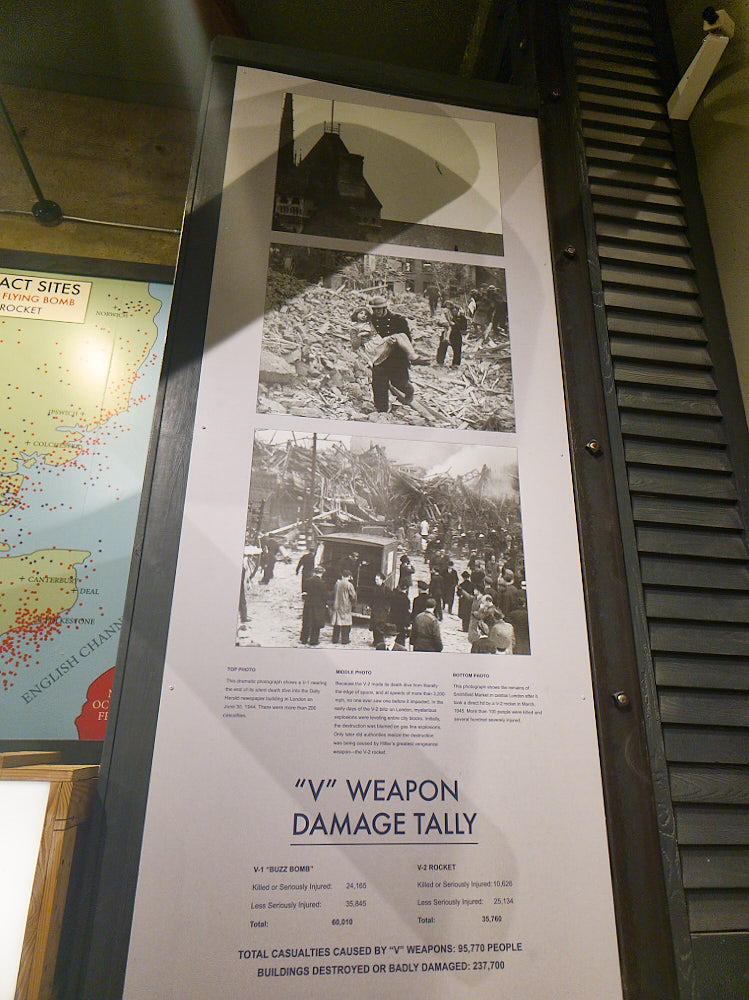 ACT SITES
FLYING BOMB
ROCKET
NORWICH
IPSWICH
+ COLCHESTER
+ CANTERBURY
+ DEAL
FOLKESTONE
ENGLISH CHANN
OC
FR
TOP PHOTO
This dramatic photograph shows a V-1 nearing
the end of its silent death dive into the Daily
Herald newspaper building in London on
June 30, 1944. There were more than 200
casualties.
MIDDLE PHOTO
Because the V-2 made its death dive from literally
the edge of space, and at speeds of more than 3,200
mph, no one ever saw one before it impacted. In the
early days of the V-2 blitz on London, mysterious
explosions were leveling entire city blocks. Initially,
the destruction was blamed on gas line explosions.
Only later did authorities realize the destruction
was being caused by Hitler's greatest vengeance
weapon—the V-2 rocket.
BOTTOM PHOTO
This photograph shows the remains of
Smithfield Market in central London after it
took a direct hit by a V-2 rocket in March,
1945. More than 100 people were killed and
several hundred severely injured.
"V" WEAPON
DAMAGE TALLY
V-1 "BUZZ BOMB"
Killed or Seriously Injured: 24,165
Less Seriously Injured: 35,845
Total: 60,010
V-2 ROCKET
Killed or Seriously Injured: 10,626
Less Seriously Injured: 25,134
Total: 35,760
TOTAL CASUALTIES CAUSED BY "V" WEAPONS: 95,770 PEOPLE
BUILDINGS DESTROYED OR BADLY DAMAGED: 237,700